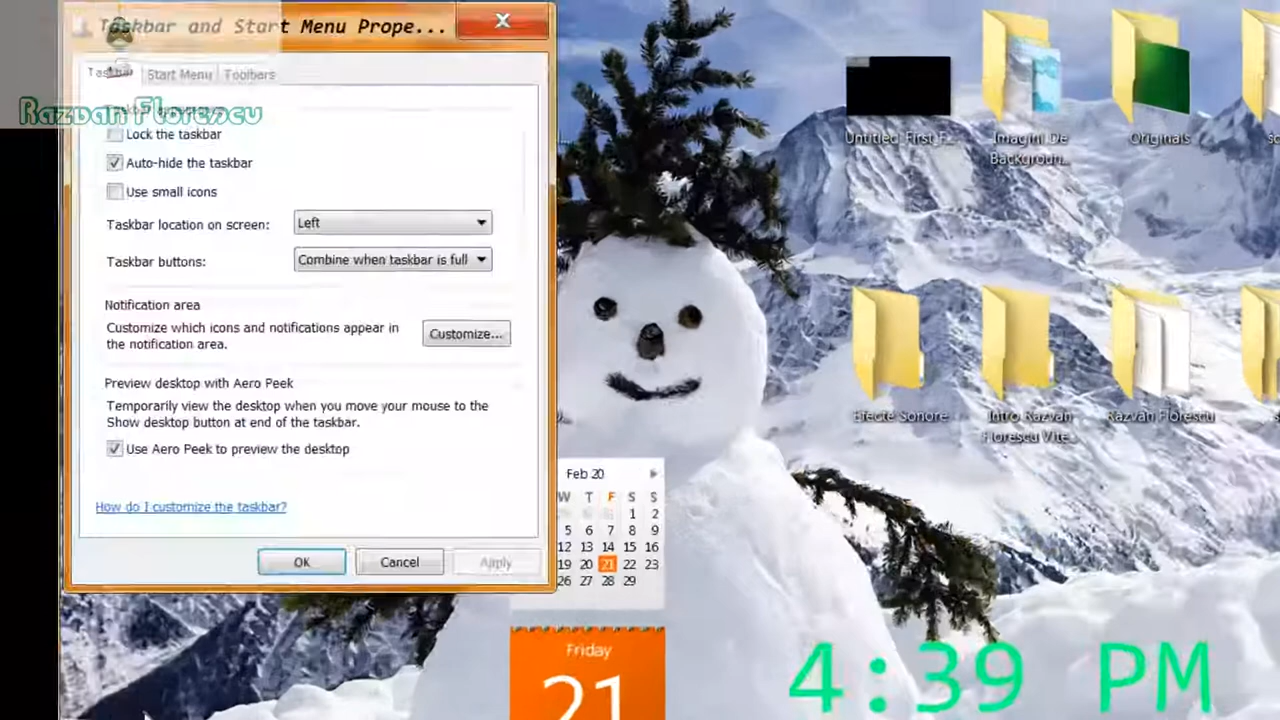 Taskbar and Start Menu Prope...
Taskbar
Start Menu
Toolbars
Razvan Florescu
Lock the taskbar
Auto-hide the taskbar
Use small icons
Taskbar location on screen:
Left
Taskbar buttons:
Combine when taskbar is full
Notification area
Customize which icons and notifications appear in
the notification area.
Customize...
Preview desktop with Aero Peek
Temporarily view the desktop when you move your mouse to the
Show desktop button at end of the taskbar.
Use Aero Peek to preview the desktop
How do I customize the taskbar?
OK
Cancel
Apply
Untitled_First_F...
Imagini De
Backgroun...
Originals
Efecte Sonore
Intro Razvan
Florescu Vite...
Razvan Florescu
Feb 20
W T F S S
1 2
5 6 7 8 9
12 13 14 15 16
19 20 21 22 23
26 27 28 29
Friday
21
4:39 PM